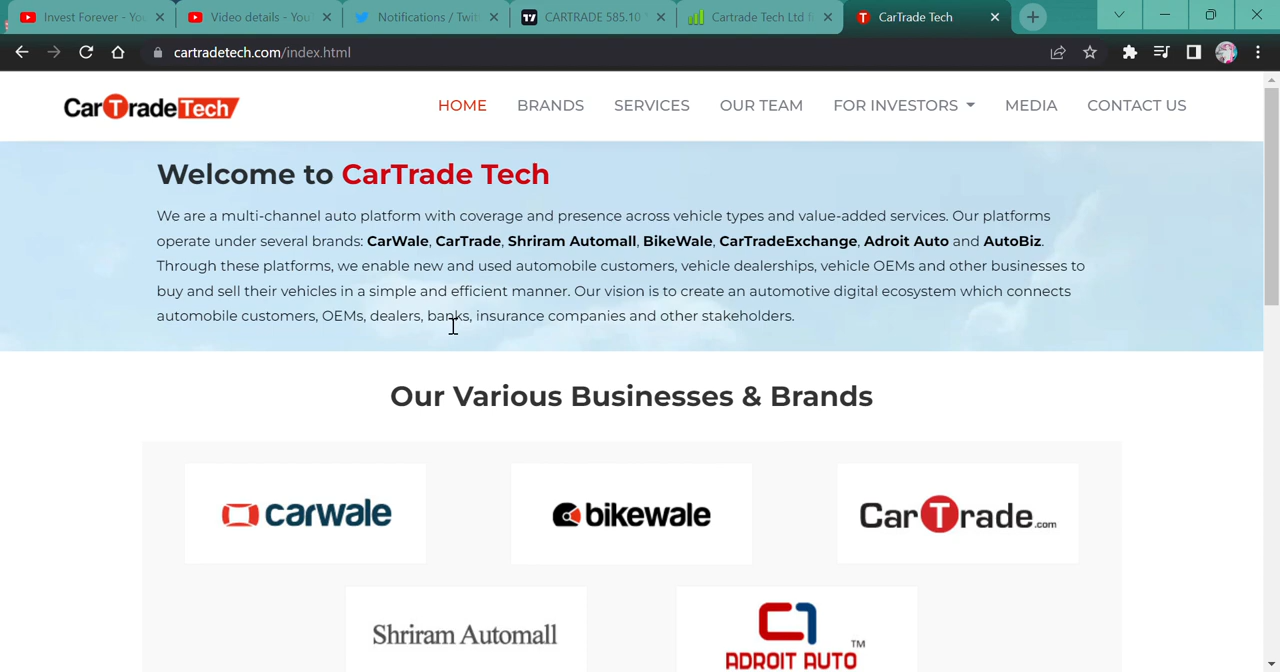 Invest Forever - You
Video details - You
Notifications / Twit
CARTRADE 585.10
Cartrade Tech Ltd f
CarTrade Tech
cartradetech.com/index.html
CarTradeTech
HOME
BRANDS
SERVICES
OUR TEAM
FOR INVESTORS
MEDIA
CONTACT US
Welcome to CarTrade Tech
We are a multi-channel auto platform with coverage and presence across vehicle types and value-added services. Our platforms
operate under several brands: CarWale, CarTrade, Shriram Automall, BikeWale, CarTradeExchange, Adroit Auto and AutoBiz.
Through these platforms, we enable new and used automobile customers, vehicle dealerships, vehicle OEMs and other businesses to
buy and sell their vehicles in a simple and efficient manner. Our vision is to create an automotive digital ecosystem which connects
automobile customers, OEMs, dealers, banks, insurance companies and other stakeholders.
Our Various Businesses & Brands
carwale
bikewale
CarTrade.com
Shriram Automall
ADROIT AUTO TM